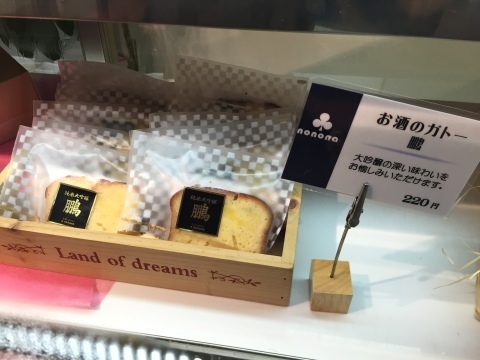 nonona
お酒のガトー
鵬
大吟醸の深い味わいを
お愉しみいただけます。
220円
純米大吟醸
鵬
純米大吟醸
鵬
Land of dreams